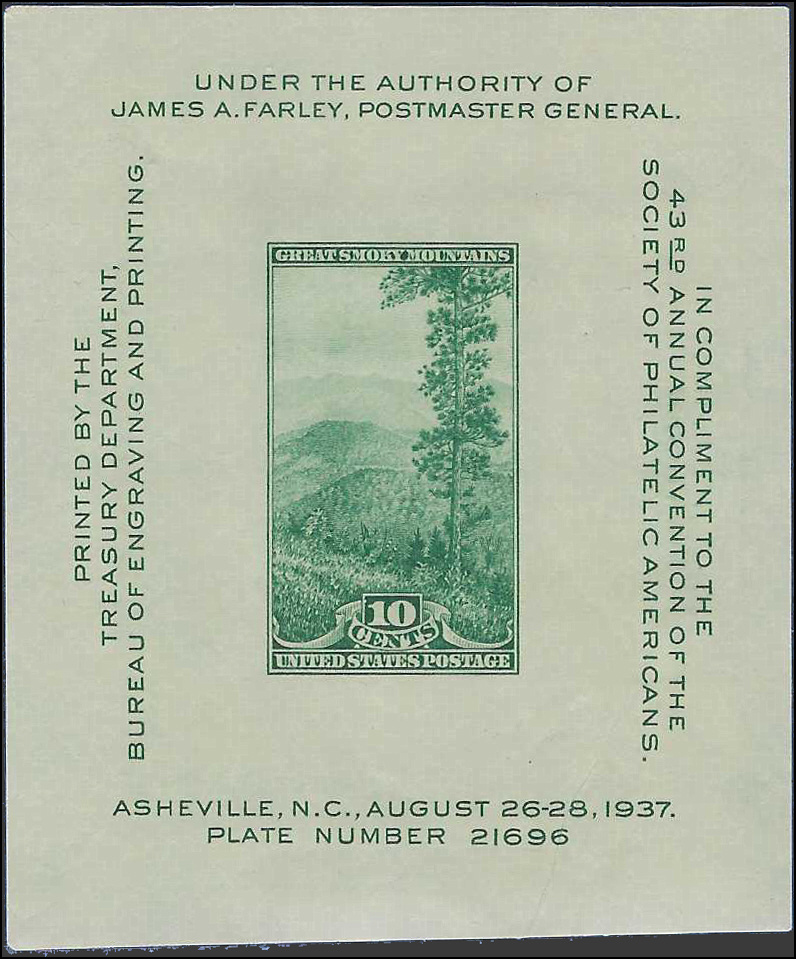 UNDER THE AUTHORITY OF
JAMES A. FARLEY, POSTMASTER GENERAL.
PRINTED BY THE
TREASURY DEPARTMENT,
BUREAU OF ENGRAVING AND PRINTING.
GREAT SMOKY MOUNTAINS
10
CENTS
UNITED STATES POSTAGE
IN COMPLIMENT TO THE
43RD ANNUAL CONVENTION OF THE
SOCIETY OF PHILATELIC AMERICANS.
ASHEVILLE, N.C., AUGUST 26-28, 1937.
PLATE NUMBER 21696